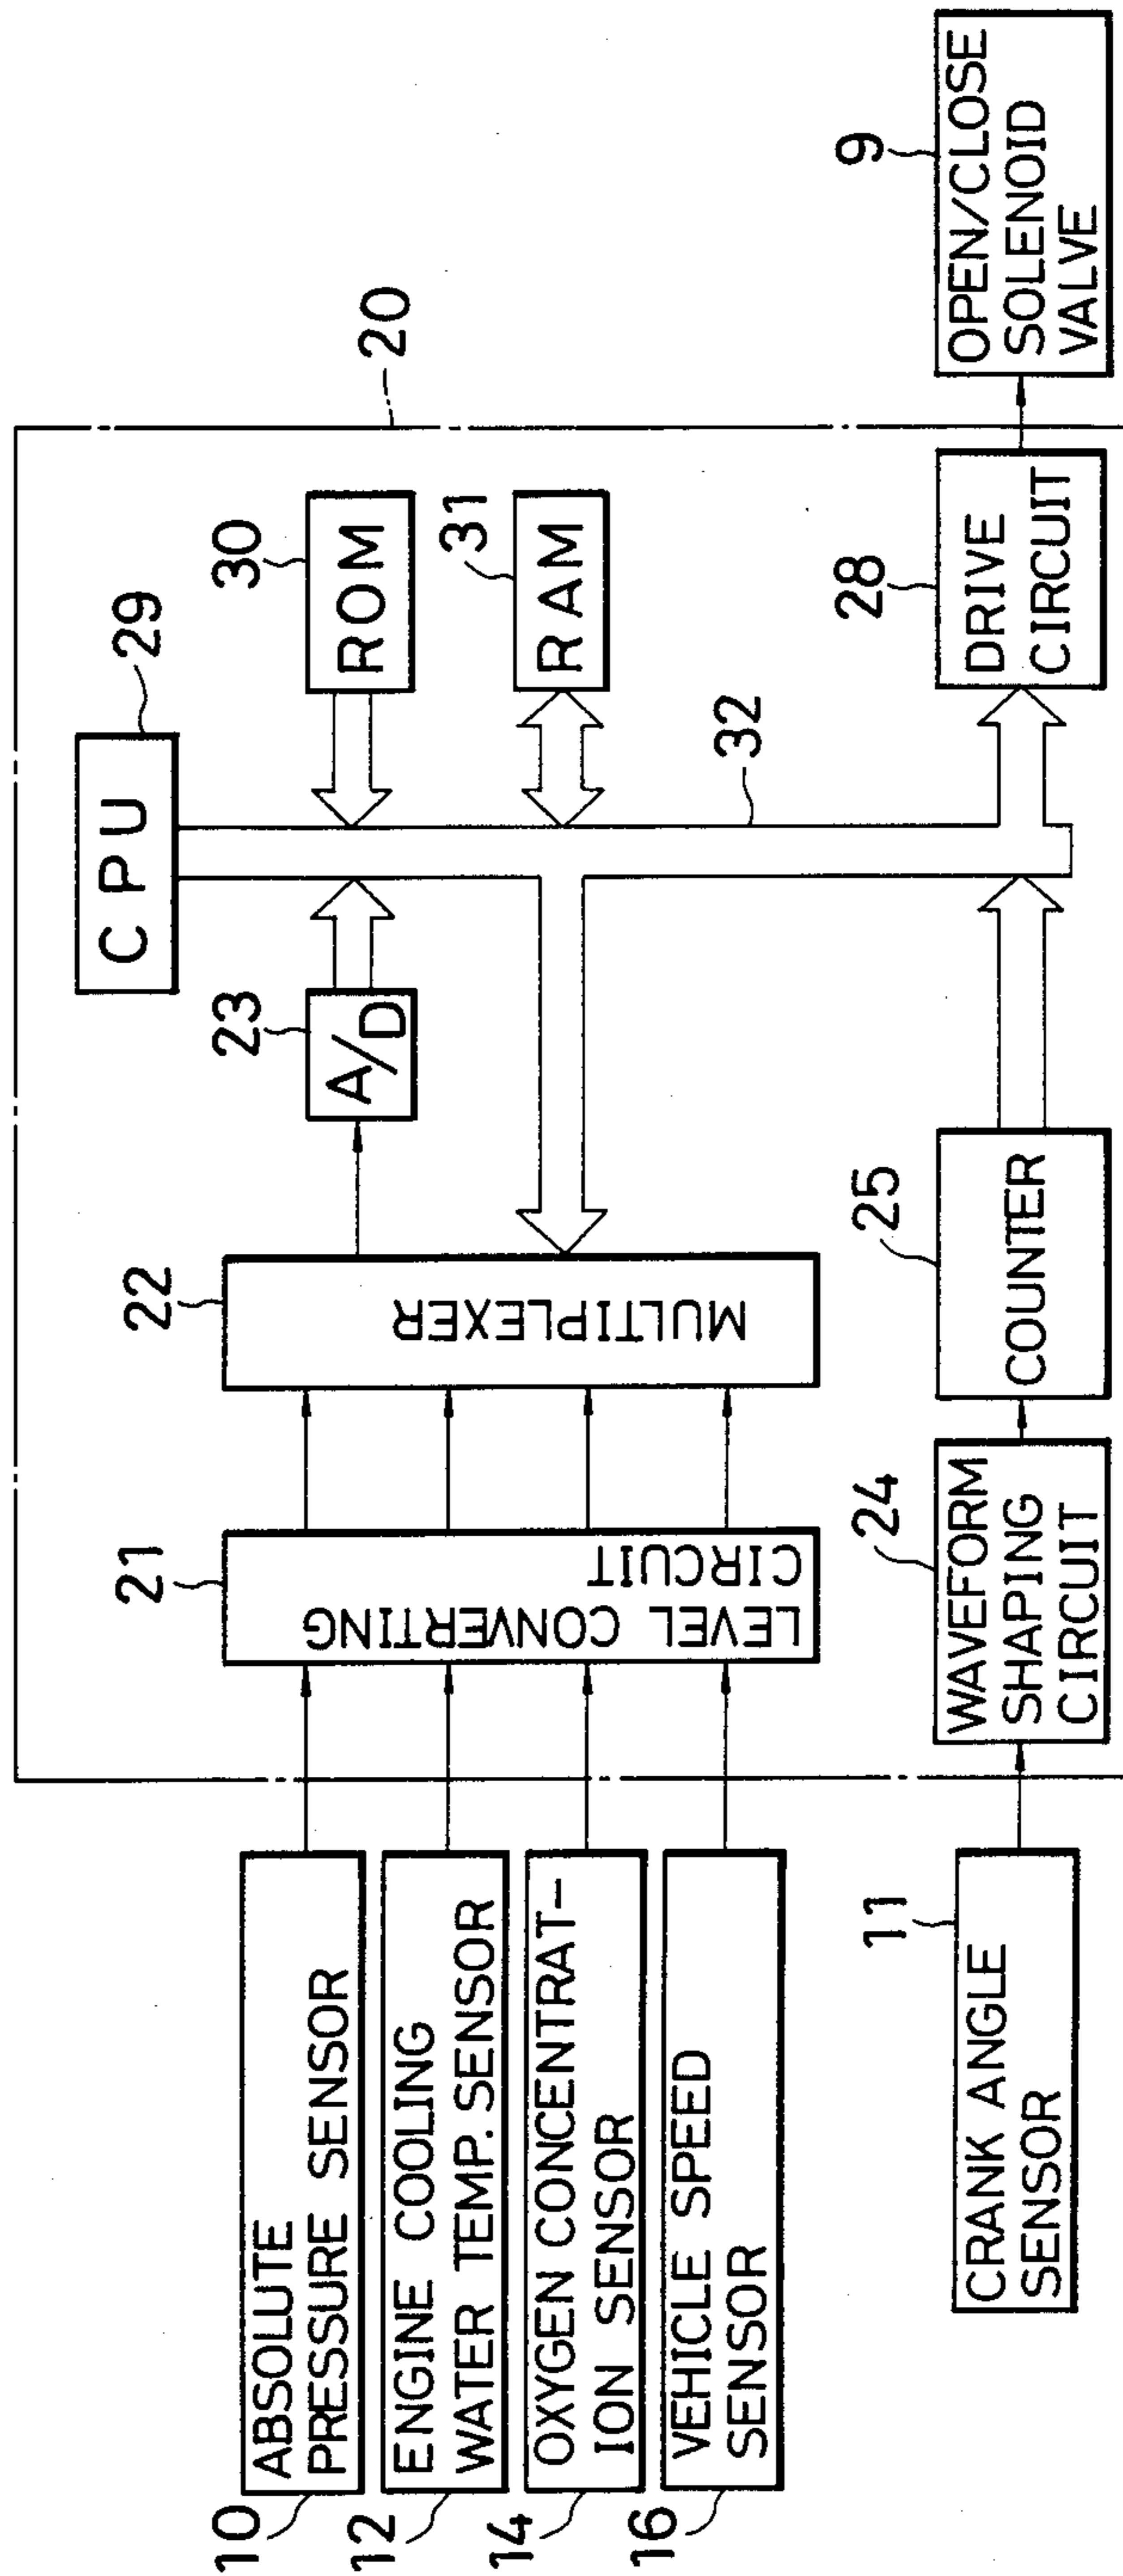 10
ABSOLUTE
PRESSURE SENSOR
12
ENGINE COOLING
WATER TEMP. SENSOR
14
OXYGEN CONCENTRAT-
ION SENSOR
16
VEHICLE SPEED
SENSOR
11
CRANK ANGLE
SENSOR
20
21
LEVEL CONVERTING
CIRCUIT
22
MULTIPLEXER
23
A/D
29
CPU
30
ROM
31
RAM
32
24
WAVEFORM
SHAPING
CIRCUIT
25
COUNTER
28
DRIVE
CIRCUIT
9
OPEN/CLOSE
SOLENOID
VALVE